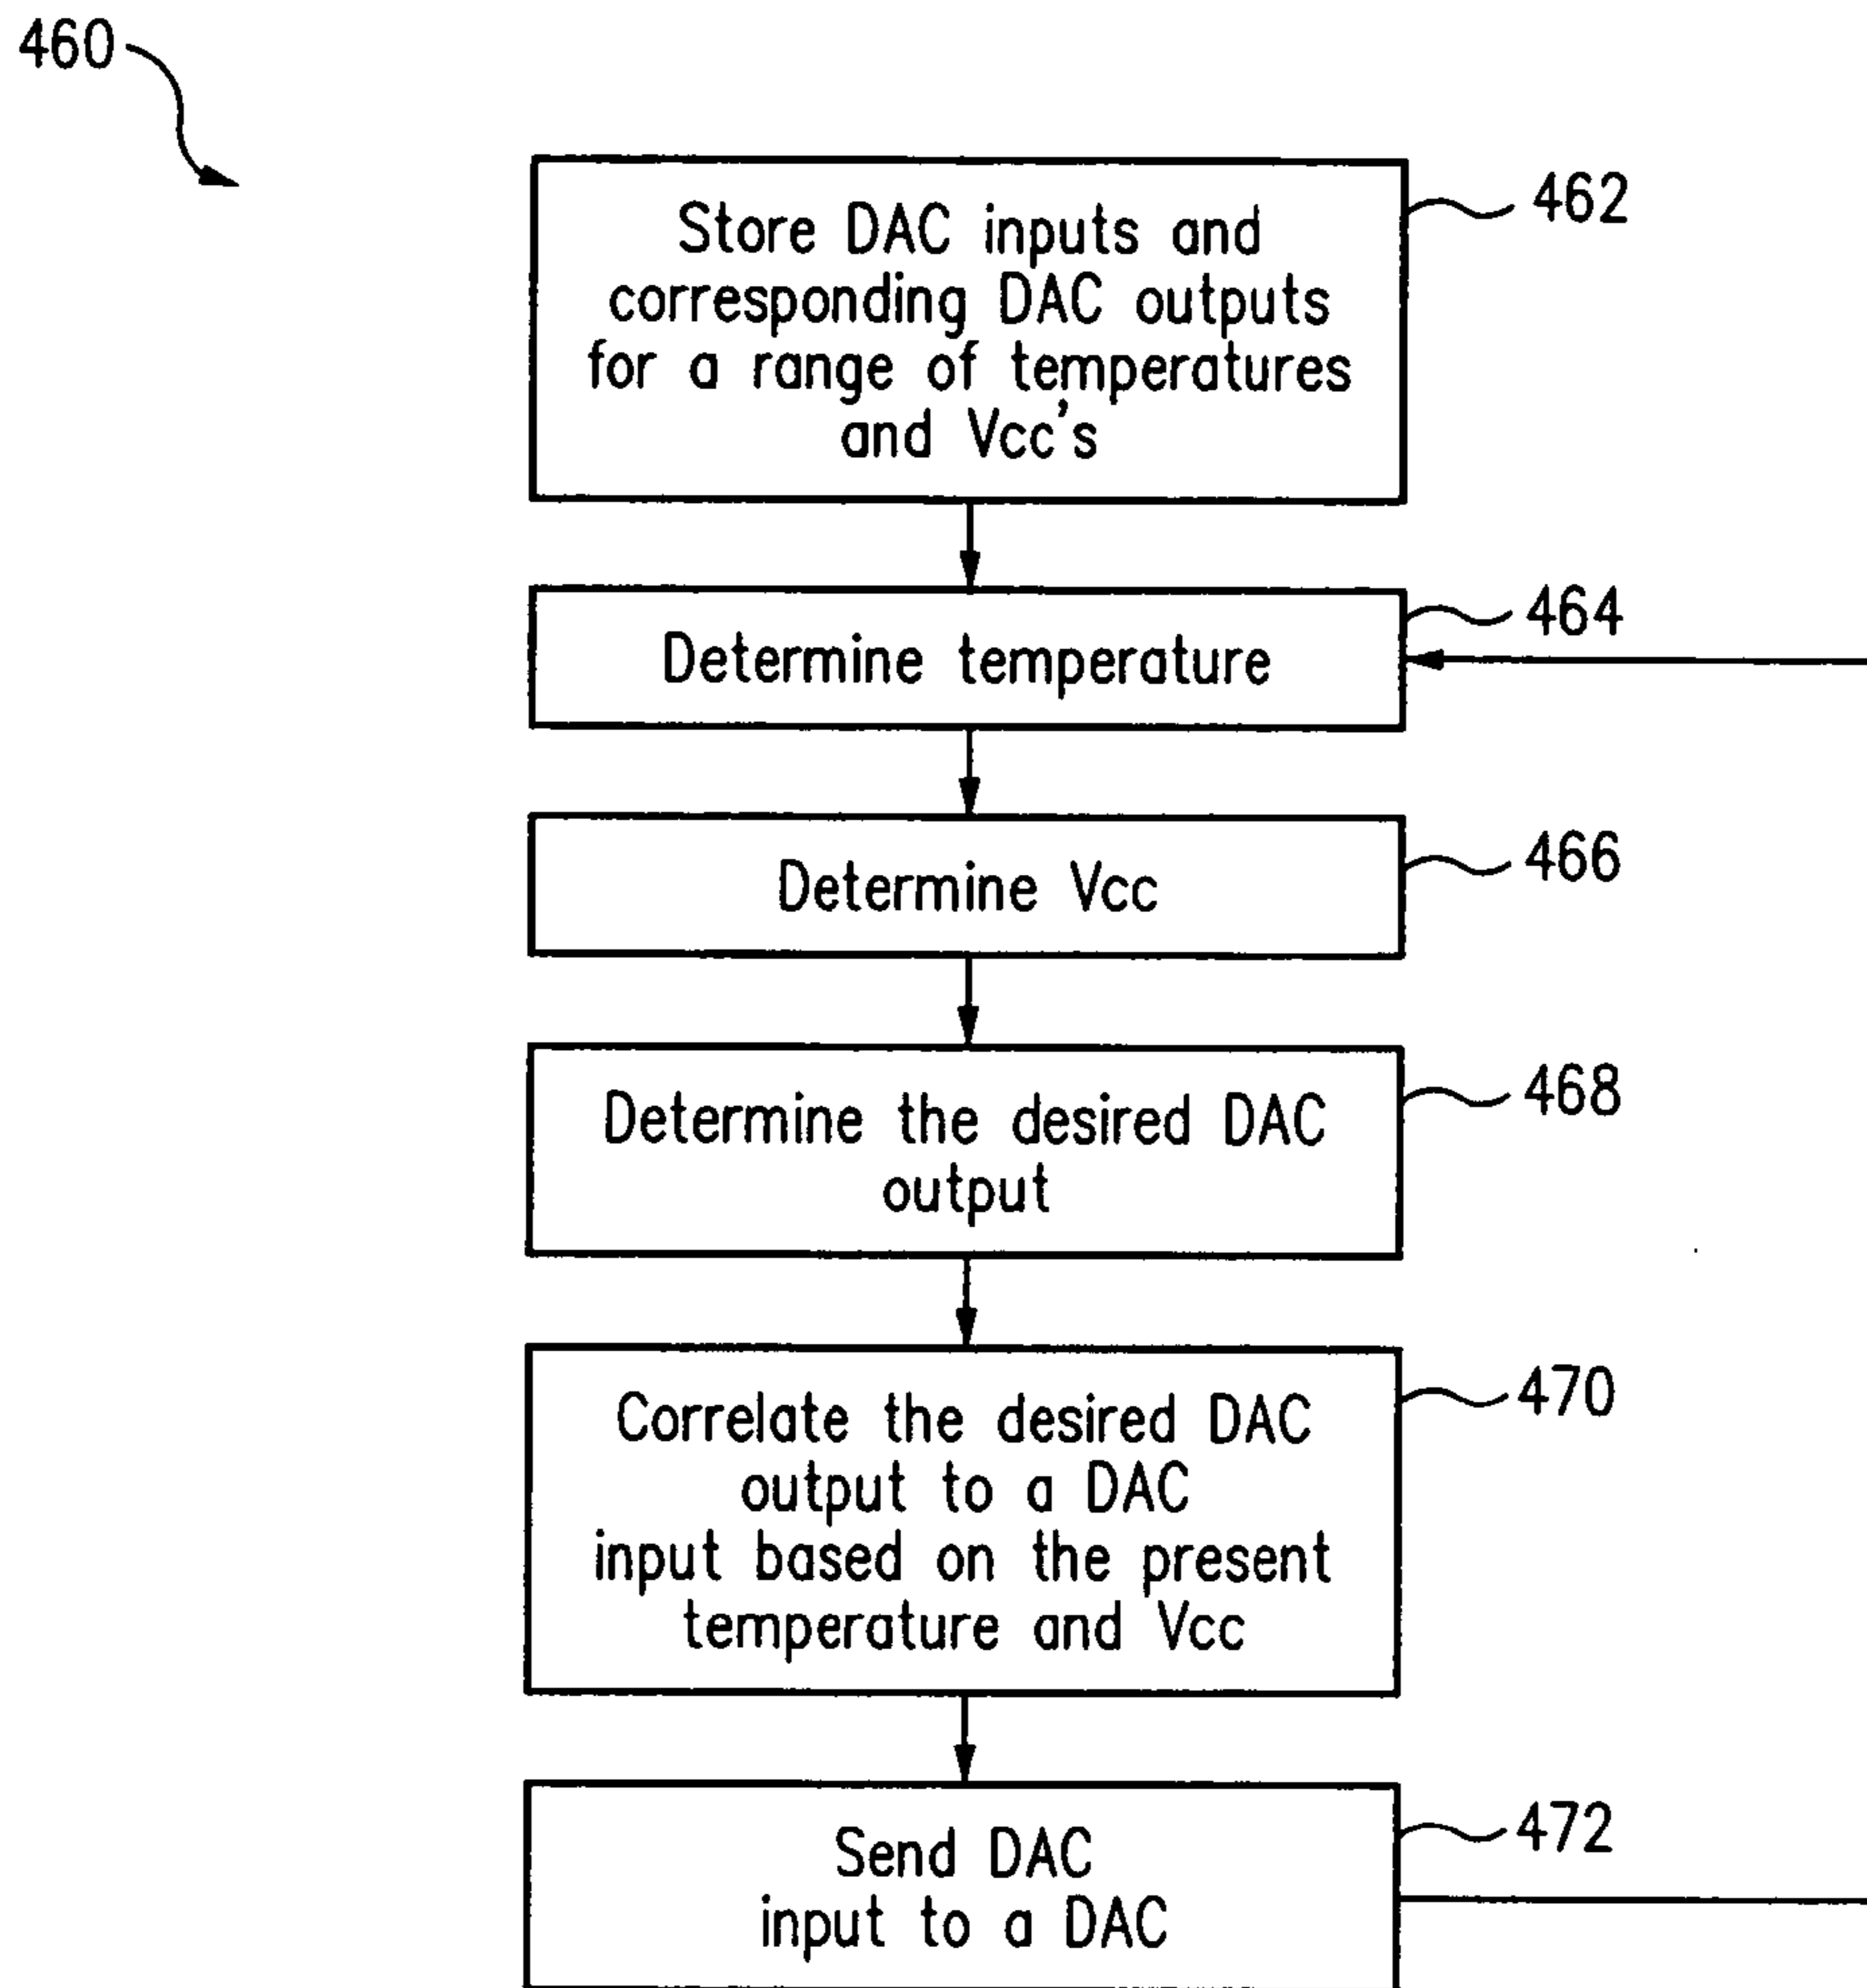 460
Store DAC inputs and
corresponding DAC outputs
for a range of temperatures
and Vcc's
462
Determine temperature
464
Determine Vcc
466
Determine the desired DAC
output
468
Correlate the desired DAC
output to a DAC
input based on the present
temperature and Vcc
470
Send DAC
input to a DAC
472